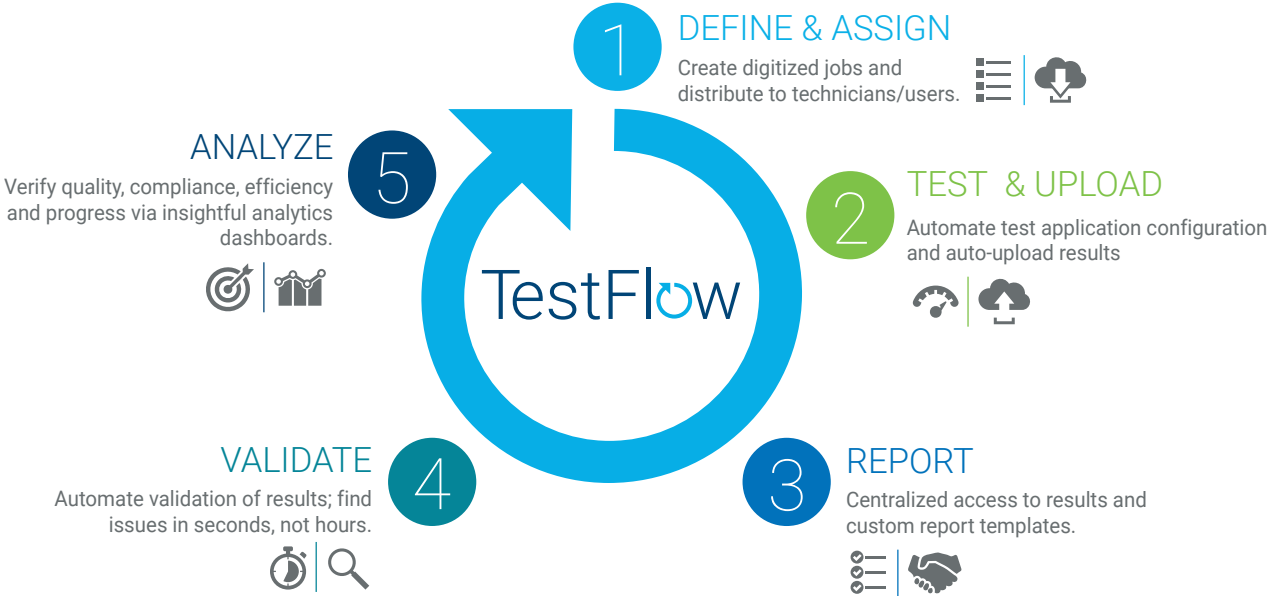 1
DEFINE & ASSIGN
Create digitized jobs and
distribute to technicians/users.
2
TEST & UPLOAD
Automate test application configuration
and auto-upload results
3
REPORT
Centralized access to results and
custom report templates.
4
VALIDATE
Automate validation of results; find
issues in seconds, not hours.
5
ANALYZE
Verify quality, compliance, efficiency
and progress via insightful analytics
dashboards.
TestFlow